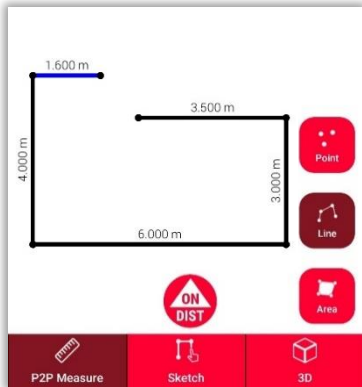 1.600 m
3.500 m
4.000 m
3.000 m
6.000 m
Point
Line
Area
ON
DIST
P2P Measure
Sketch
3D